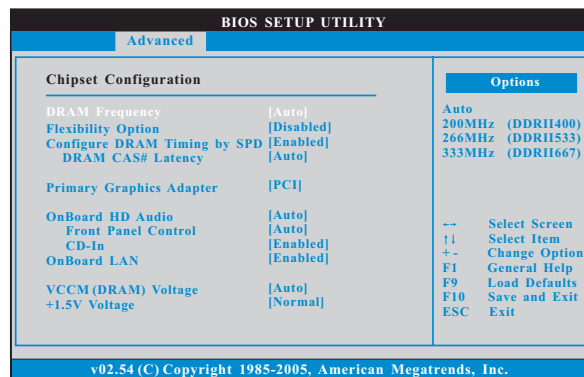 BIOS SETUP UTILITY
Advanced
Chipset Configuration
DRAM Frequency [Auto]
Flexibility Option [Disabled]
Configure DRAM Timing by SPD [Enabled]
DRAM CAS# Latency [Auto]
Primary Graphics Adapter [PCI]
OnBoard HD Audio [Auto]
Front Panel Control [Auto]
CD-In [Enabled]
OnBoard LAN [Enabled]
VCCM (DRAM) Voltage [Auto]
+1.5V Voltage [Normal]
Options
Auto
200MHz (DDRII400)
266MHz (DDRII533)
333MHz (DDRII667)
←→ Select Screen
↑↓ Select Item
+ - Change Option
F1 General Help
F9 Load Defaults
F10 Save and Exit
ESC Exit
v02.54 (C) Copyright 1985-2005, American Megatrends, Inc.